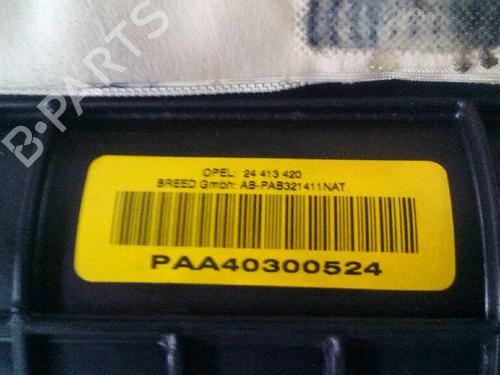 B-PARTS
OPEL: 24 413 420
BREED Gmbh: AB-PAB321411NAT
PAA40300524